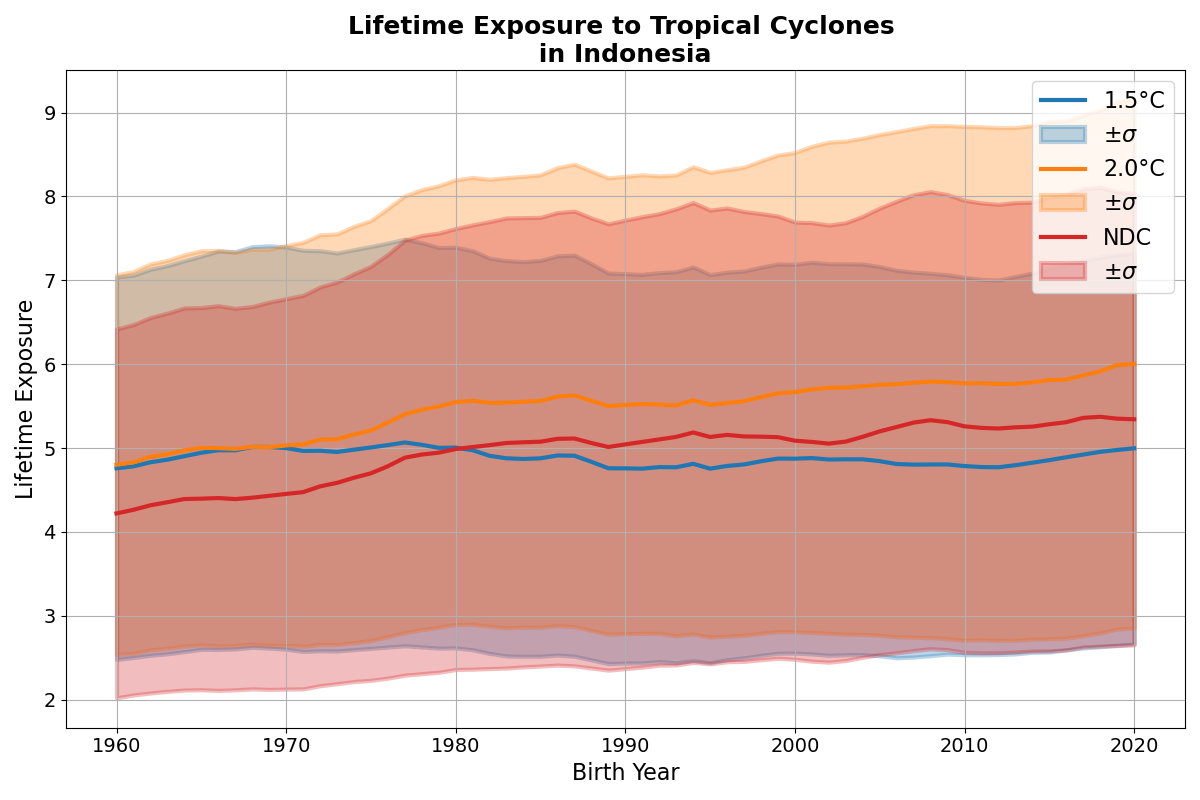 Lifetime Exposure to Tropical Cyclones
in Indonesia
1.5°C
±σ
2.0°C
±σ
NDC
±σ
Lifetime Exposure
9
8
7
6
5
4
3
2
1960 1970 1980 1990 2000 2010 2020
Birth Year